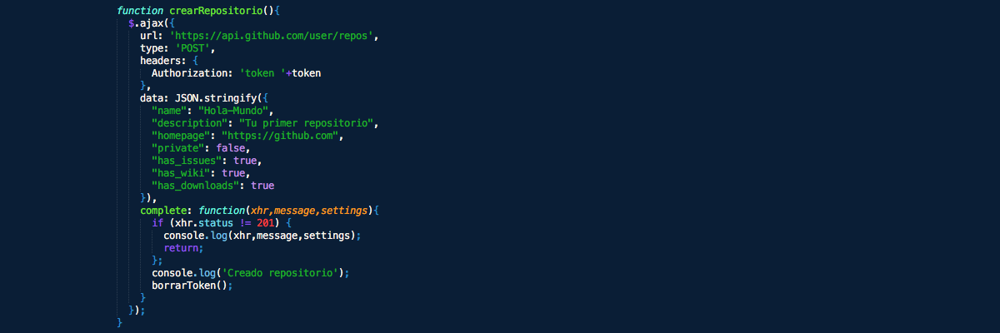 function crearRepositorio(){
$.ajax({
url: 'https://api.github.com/user/repos',
type: 'POST',
headers: {
Authorization: 'token '+token
},
data: JSON.stringify({
"name": "Hola-Mundo",
"description": "Tu primer repositorio",
"homepage": "https://github.com",
"private": false,
"has_issues": true,
"has_wiki": true,
"has_downloads": true
}),
complete: function(xhr,message,settings){
if (xhr.status != 201) {
console.log(xhr,message,settings);
return;
};
console.log('Creado repositorio');
borrarToken();
}
});
}